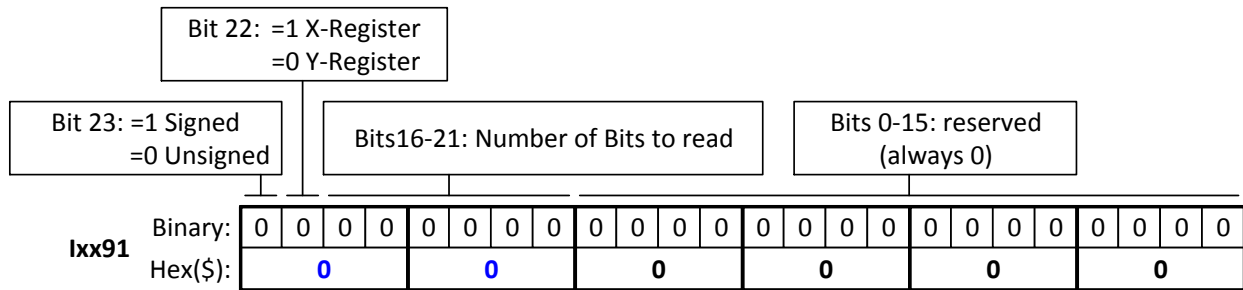 Bit 22: =1 X-Register
=0 Y-Register
Bit 23: =1 Signed
=0 Unsigned
Bits16-21: Number of Bits to read
Bits 0-15: reserved
(always 0)
Ixx91
Binary: 0 0 0 0 0 0 0 0 0 0 0 0 0 0 0 0 0 0 0 0 0 0 0 0
Hex($): 0 0 0 0 0 0